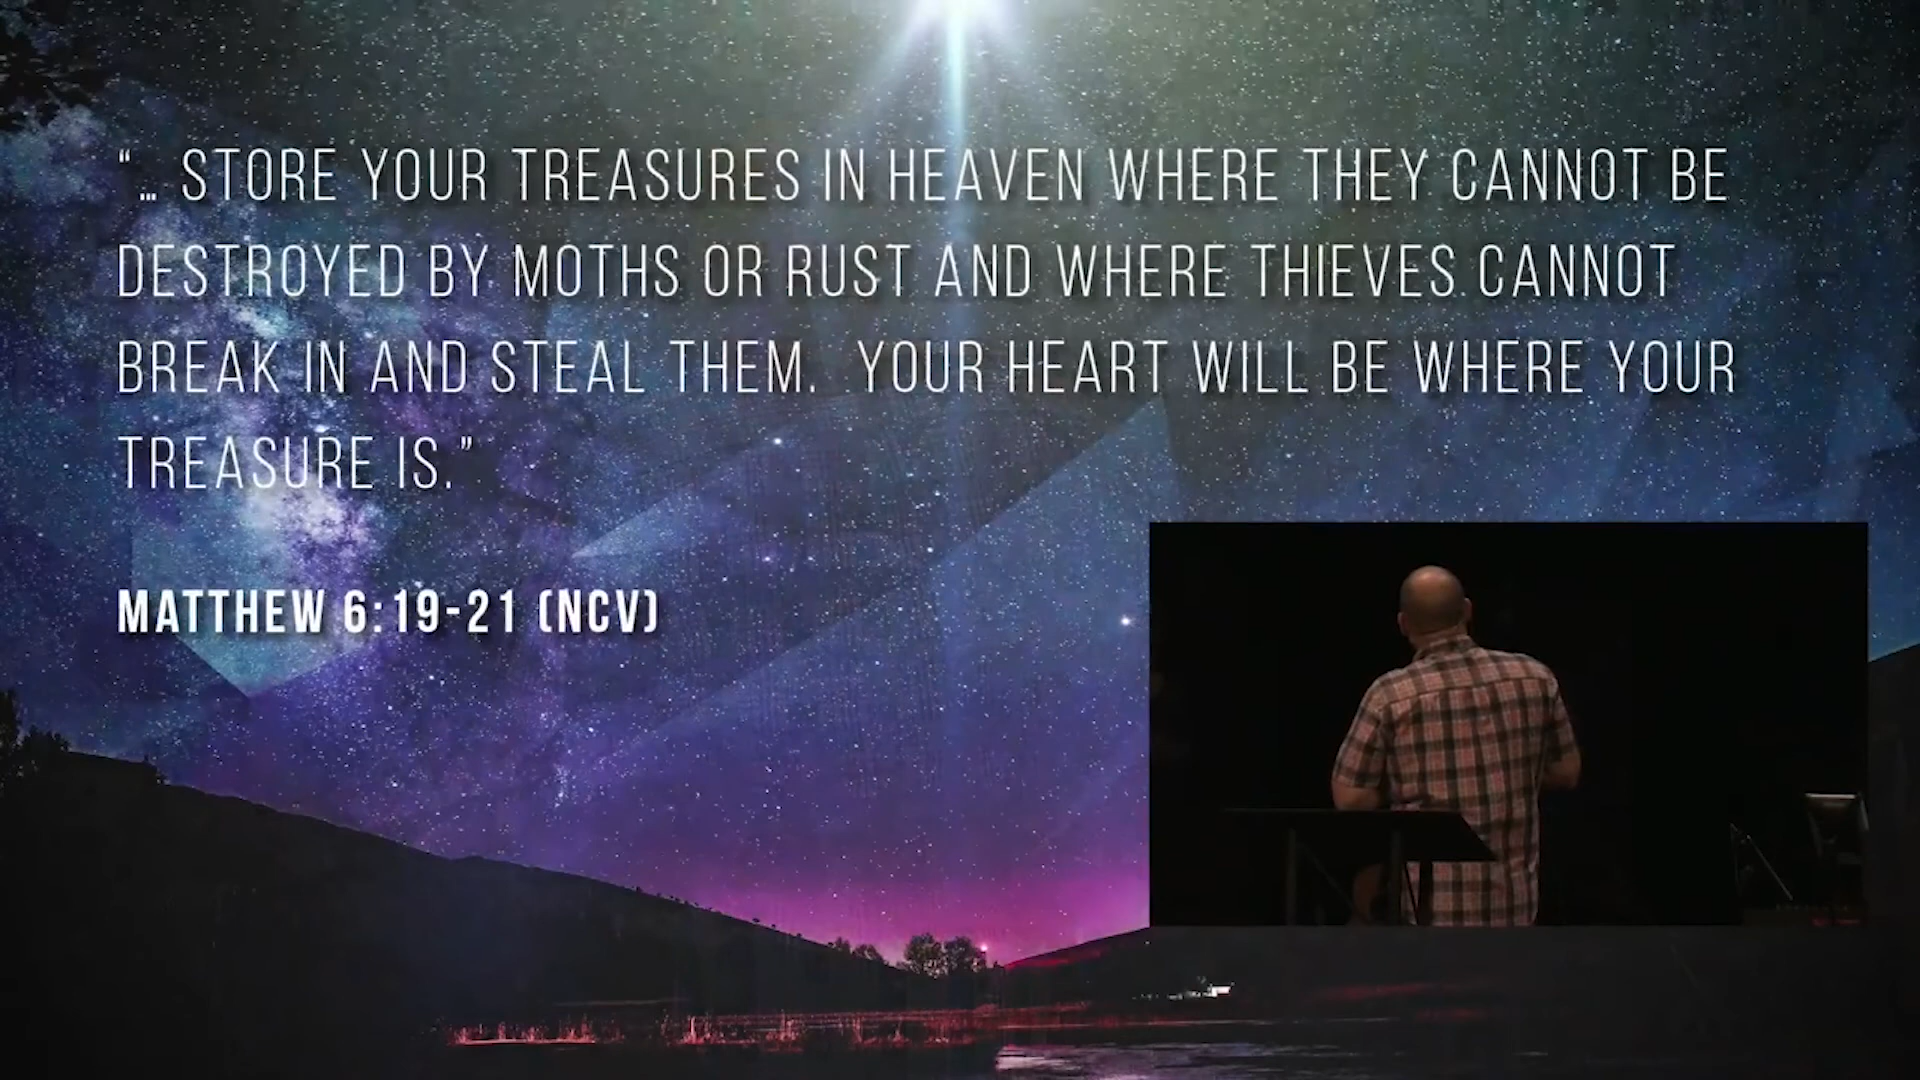 “… STORE YOUR TREASURES IN HEAVEN WHERE THEY CANNOT BE
DESTROYED BY MOTHS OR RUST AND WHERE THIEVES CANNOT
BREAK IN AND STEAL THEM. YOUR HEART WILL BE WHERE YOUR
TREASURE IS.”
MATTHEW 6:19-21 (NCV)